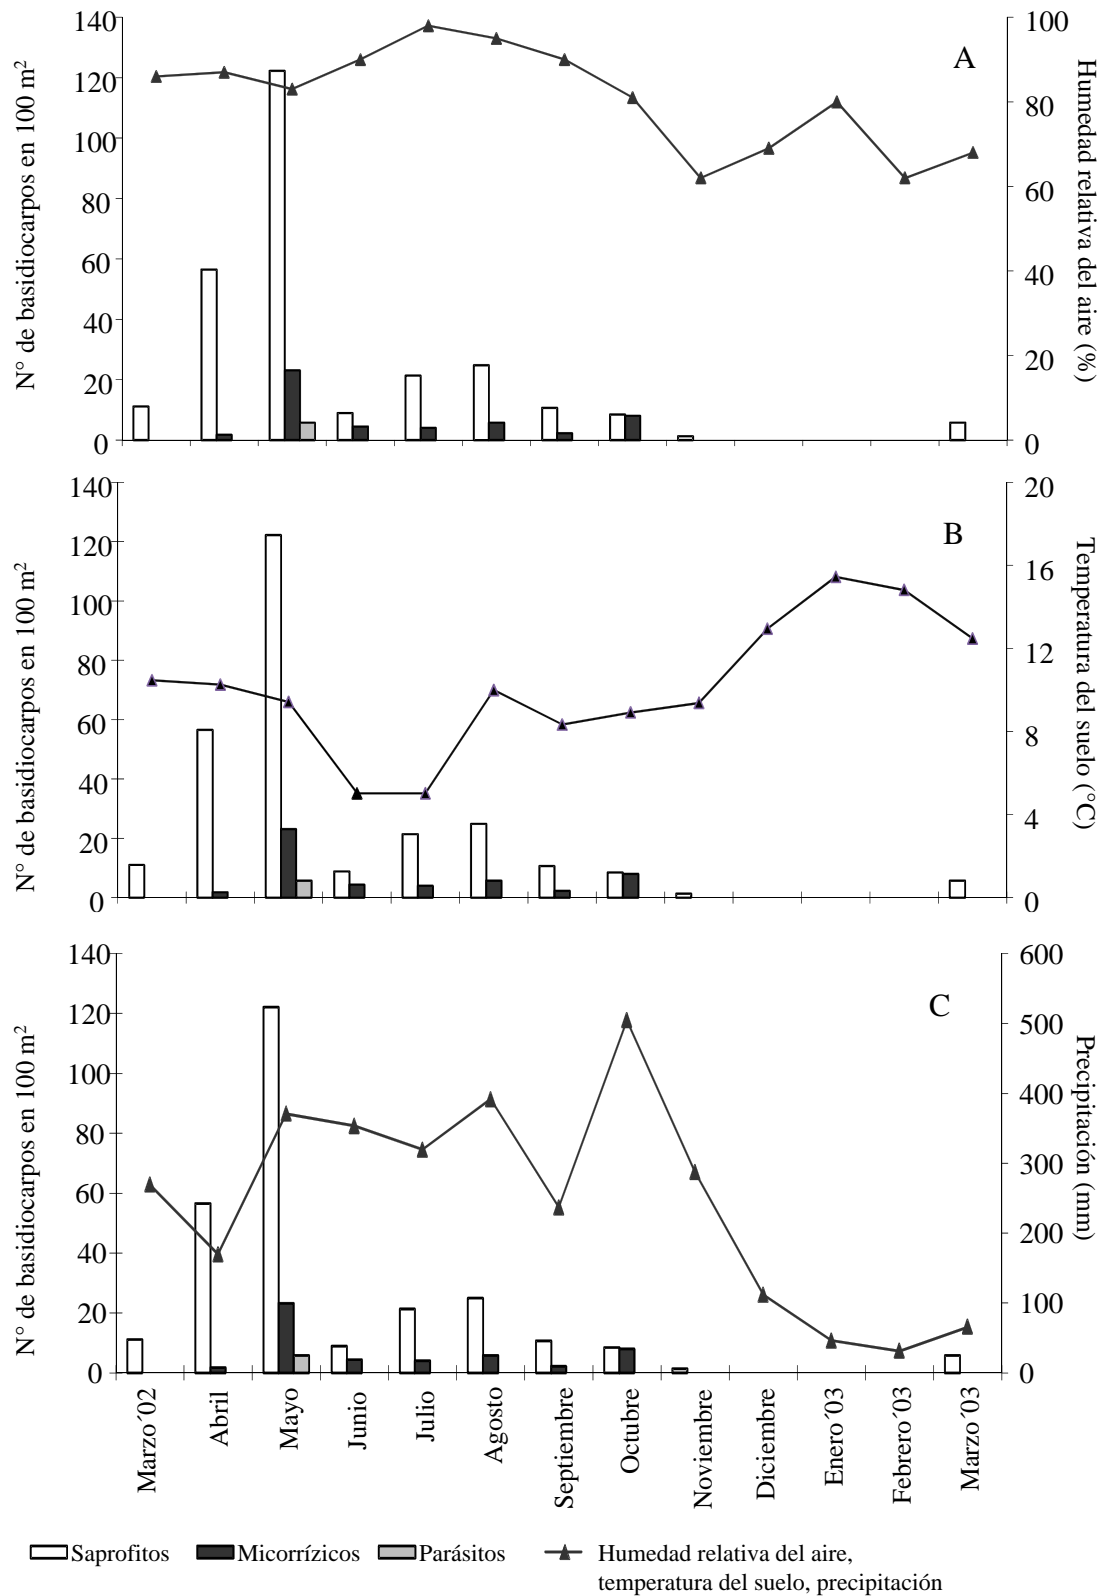 A
N° de basidiocarpos en 100 m²
140
120
100
80
60
40
20
0
100
80
60
40
20
0
Humedad relativa del aire (%)
B
N° de basidiocarpos en 100 m²
140
120
100
80
60
40
20
0
20
16
12
8
4
0
Temperatura del suelo (°C)
C
N° de basidiocarpos en 100 m²
140
120
100
80
60
40
20
0
600
500
400
300
200
100
0
Precipitación (mm)
Marzo´02
Abril
Mayo
Junio
Julio
Agosto
Septiembre
Octubre
Noviembre
Diciembre
Enero´03
Febrero´03
Marzo´03
Saprofitos Micorrízicos Parásitos Humedad relativa del aire,
temperatura del suelo, precipitación